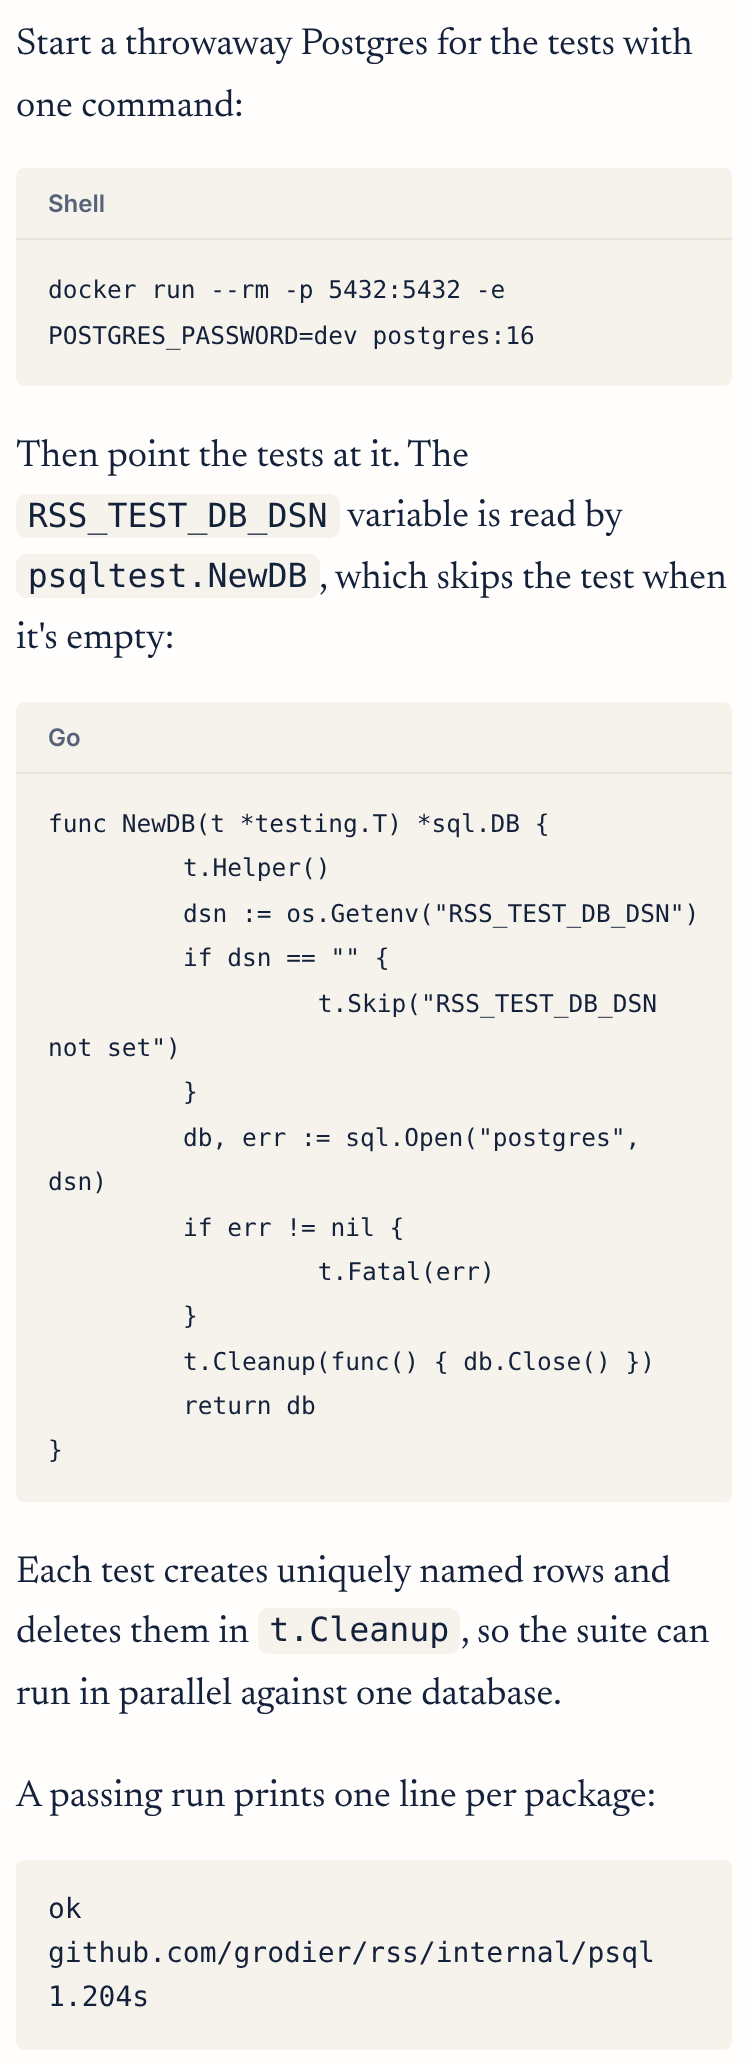 Start a throwaway Postgres for the tests with
one command:
Shell
docker run --rm -p 5432:5432 -e
POSTGRES_PASSWORD=dev postgres:16
Then point the tests at it. The
RSS_TEST_DB_DSN variable is read by
psqltest.NewDB, which skips the test when
it's empty:
Go
func NewDB(t *testing.T) *sql.DB {
	t.Helper()
	dsn := os.Getenv("RSS_TEST_DB_DSN")
	if dsn == "" {
		t.Skip("RSS_TEST_DB_DSN
not set")
	}
	db, err := sql.Open("postgres",
dsn)
	if err != nil {
		t.Fatal(err)
	}
	t.Cleanup(func() { db.Close() })
	return db
}
Each test creates uniquely named rows and
deletes them in t.Cleanup, so the suite can
run in parallel against one database.
A passing run prints one line per package:
ok
github.com/grodier/rss/internal/psql
1.204s